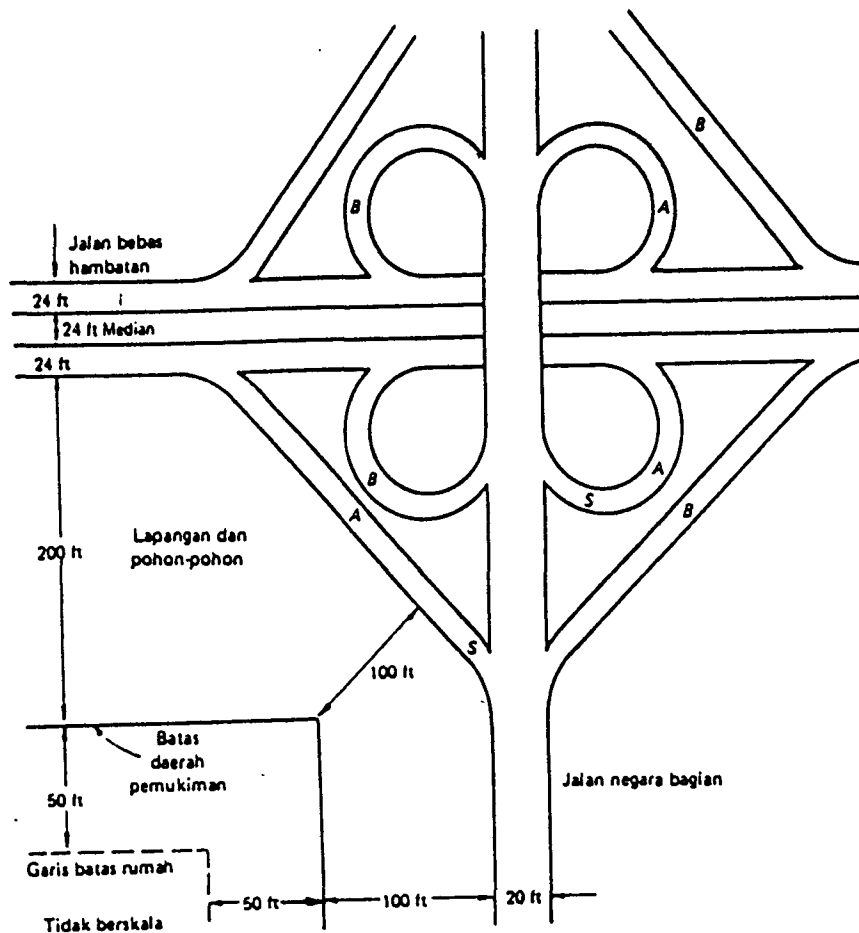 B
Jalan bebas
hambatan
B
A
24 ft
24 ft Median
24 ft
B
A
S
A
B
Lapangan dan
pohon-pohon
200 ft
S
100 ft
Batas
daerah
pemukiman
50 ft
Jalan negara bagian
Garis batas rumah
50 ft
100 ft
20 ft
Tidak berskala